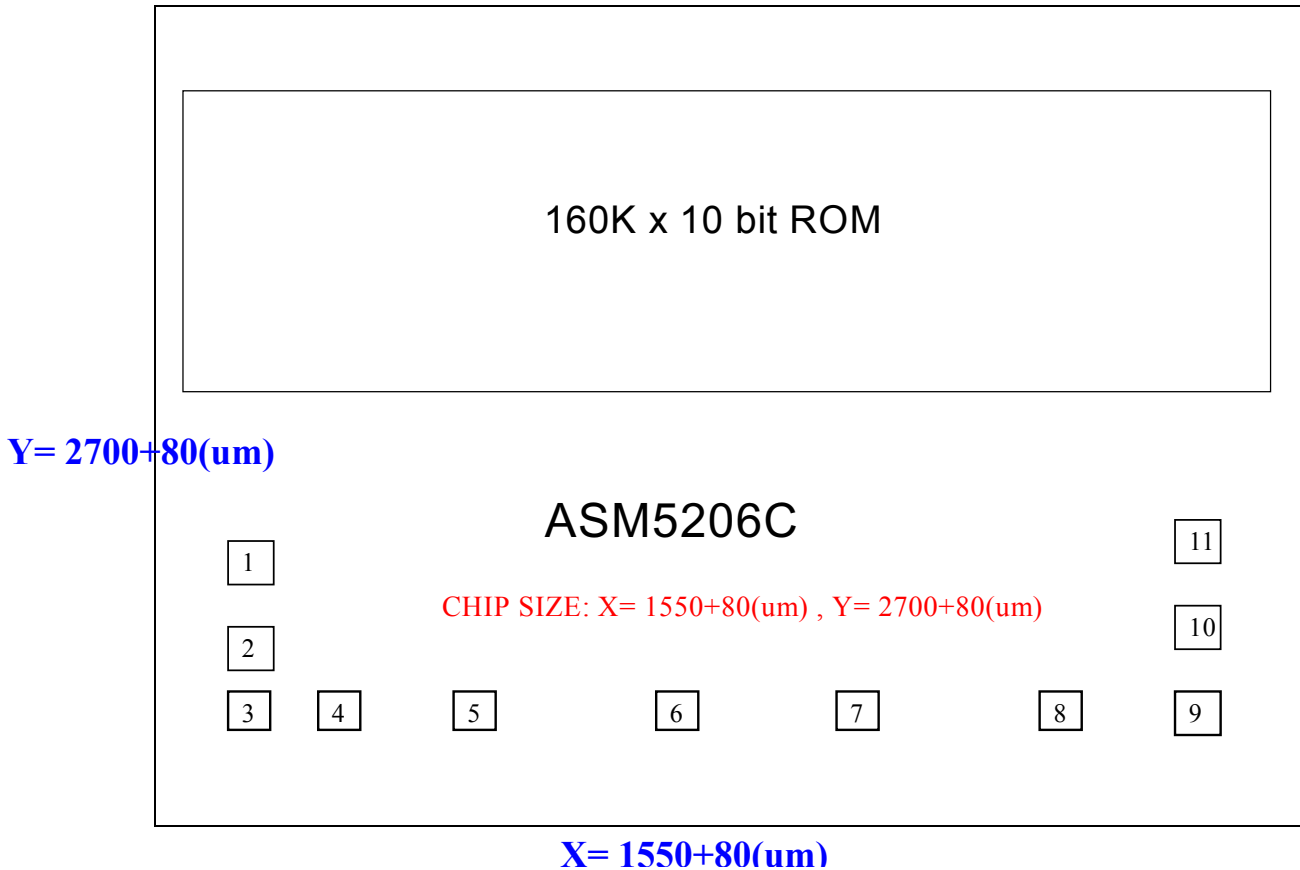 160K x 10 bit ROM
Y= 2700+80(um)
ASM5206C
11
1
CHIP SIZE: X= 1550+80(um) , Y= 2700+80(um)
10
2
3 4 5 6 7 8 9
X= 1550+80(um)